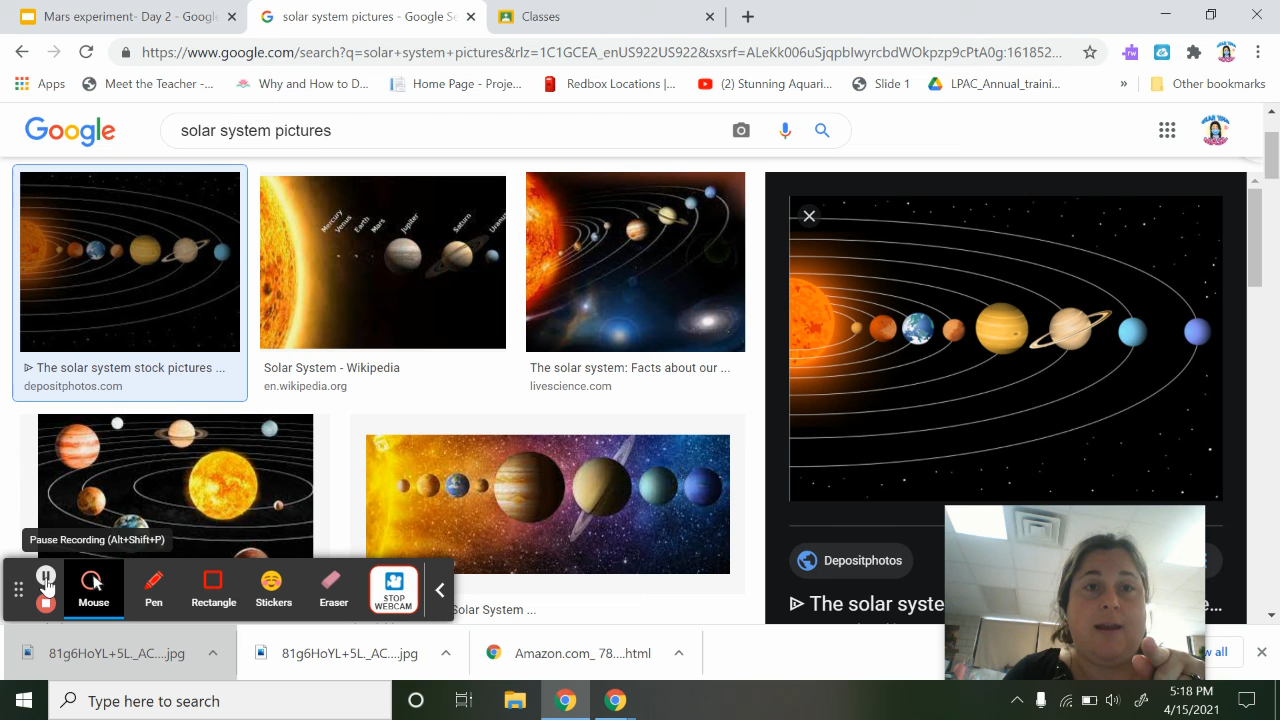 Mars experiment- Day 2 - Google
solar system pictures - Google Se
Classes
https://www.google.com/search?q=solar+system+pictures&rlz=1C1GCEA_enUS922US922&sxsrf=
Apps
Meet the Teacher -...
Why and How to D...
Home Page - Proje...
Redbox Locations |...
(2) Stunning Aquari...
Slide 1
LPAC_Annual_traini...
»
Other bookmarks
Google
solar system pictures
The solar system stock pictures ...
depositphotos.com
Mercury
Venus
Earth
Mars
Jupiter
Saturn
Uranus
Solar System - Wikipedia
en.wikipedia.org
The solar system: Facts about our ...
livescience.com
Depositphotos
The solar syste
e...
Solar System ...
Pause Recording (Alt+Shift+P)
Mouse
Pen
Rectangle
Stickers
Eraser
STOP
WEBCAM
81g6HoYL+5L._AC....jpg
81g6HoYL+5L._AC....jpg
Amazon.com_ 78....html
w all
Type here to search
5:18 PM
4/15/2021